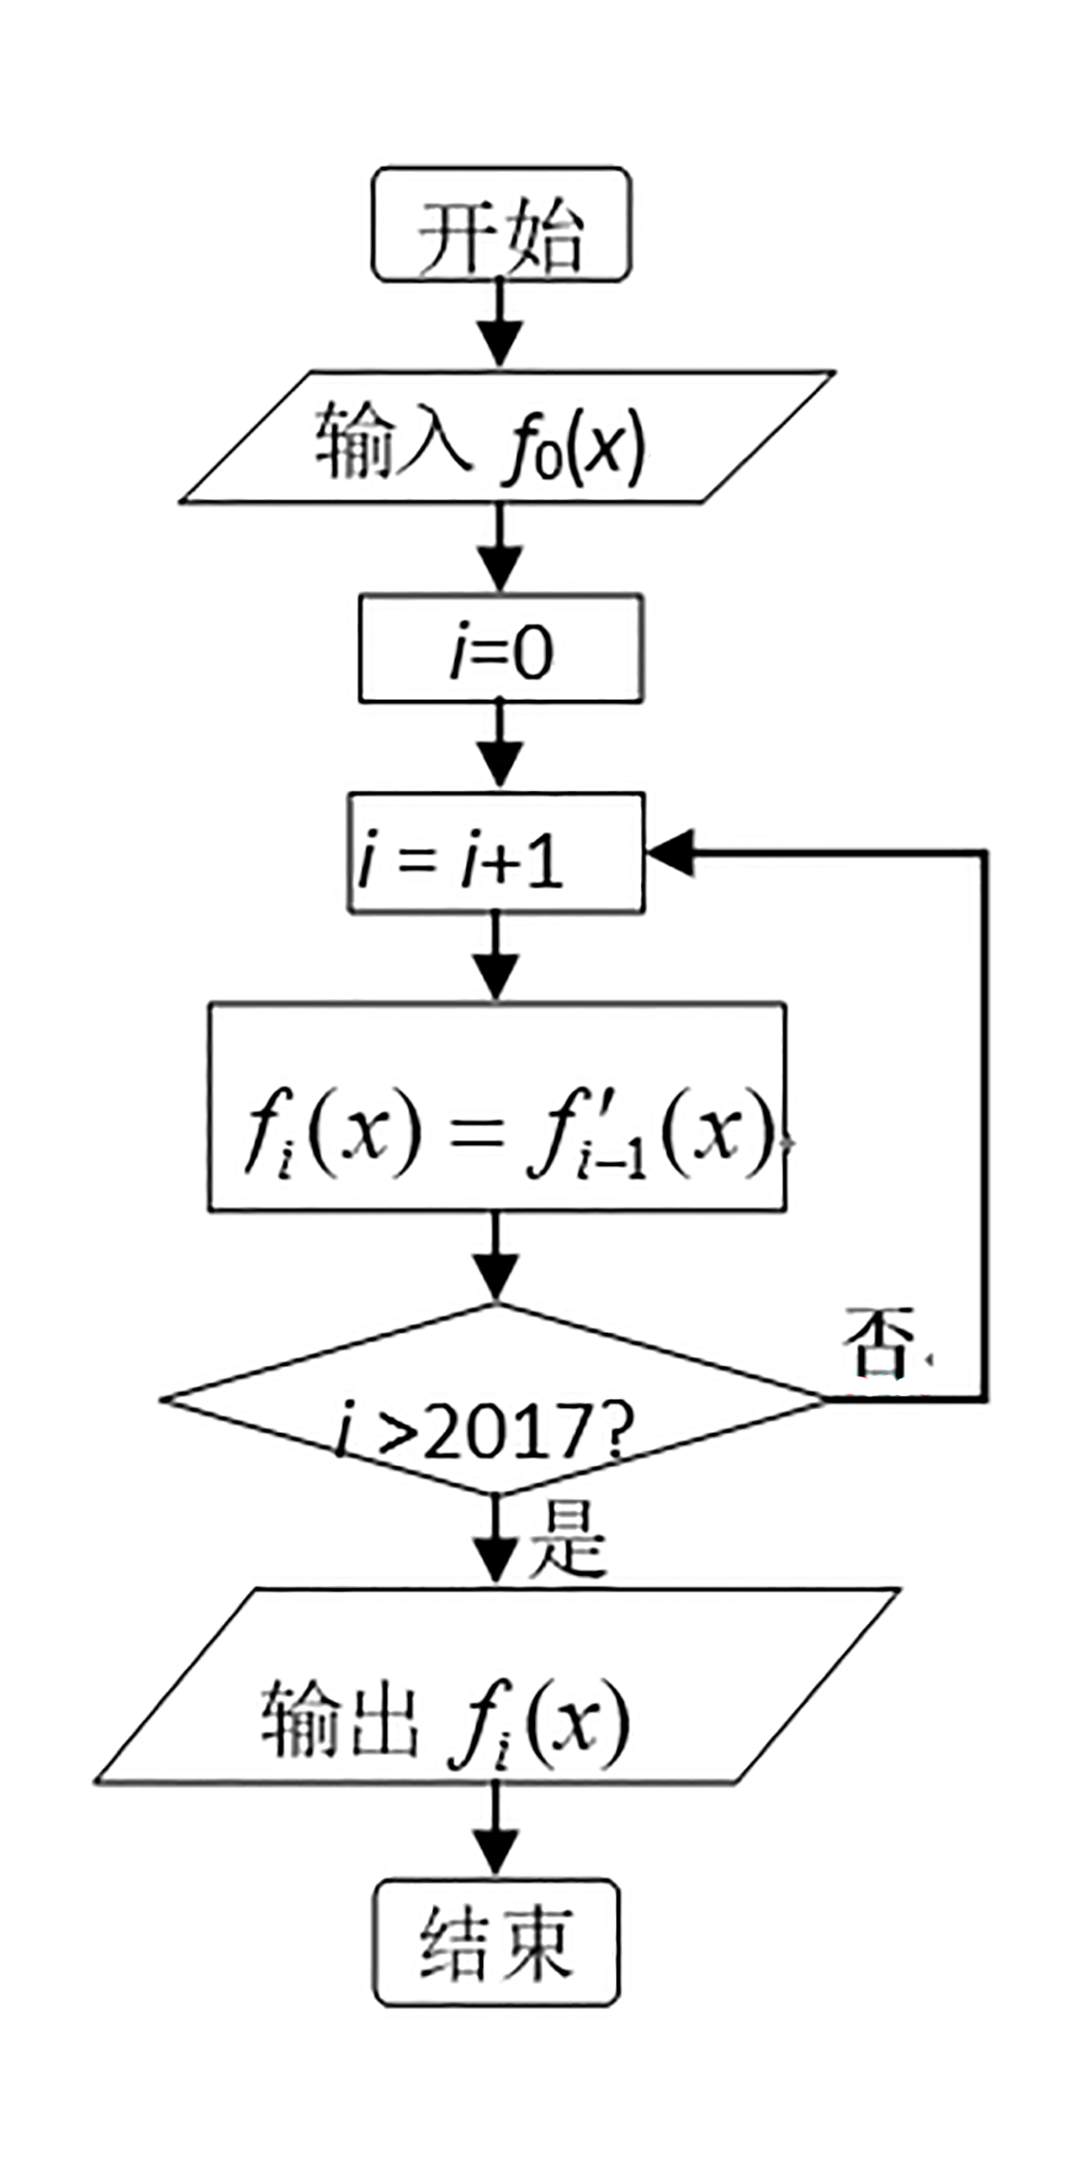 开始
输入 f₀(x)
i=0
i = i+1
fᵢ(x) = f′ᵢ₋₁(x)
否
i >2017?
是
输出 fᵢ(x)
结束